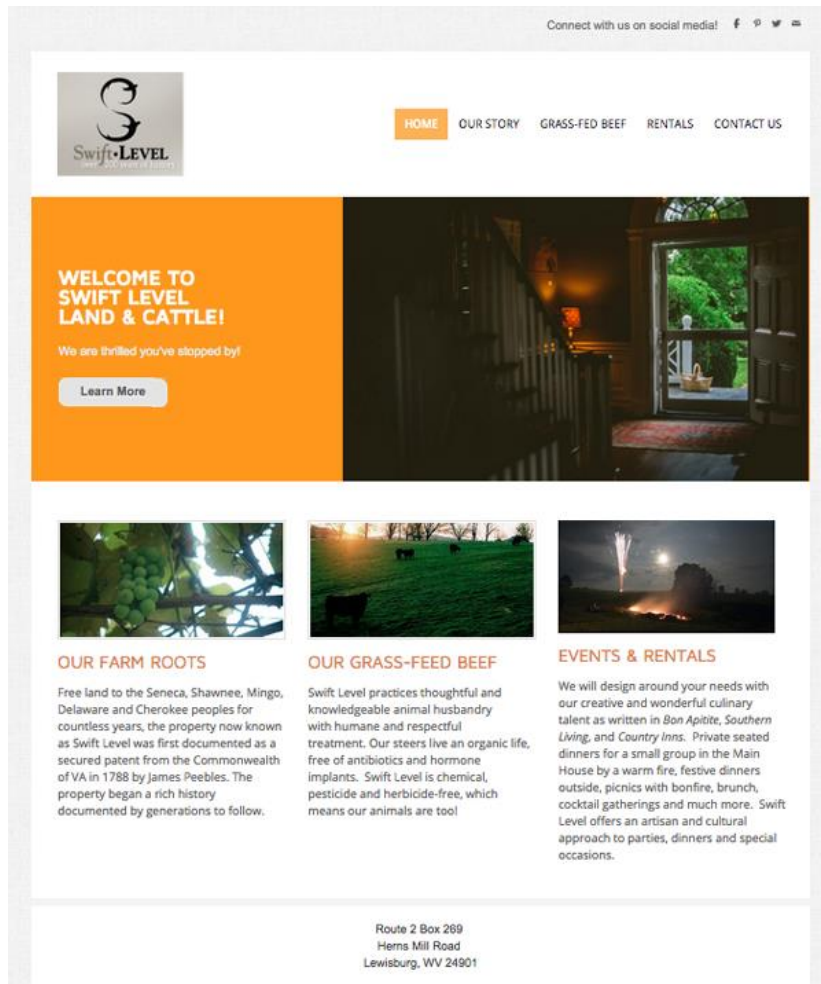 Connect with us on social media!
Swift•LEVEL
HOME OUR STORY GRASS-FED BEEF RENTALS CONTACT US
WELCOME TO
SWIFT LEVEL
LAND & CATTLE!
We are thrilled you've stopped by!
Learn More
OUR FARM ROOTS
Free land to the Seneca, Shawnee, Mingo,
Delaware and Cherokee peoples for
countless years, the property now known
as Swift Level was first documented as a
secured patent from the Commonwealth
of VA in 1788 by James Peebles. The
property began a rich history
documented by generations to follow.
OUR GRASS-FEED BEEF
Swift Level practices thoughtful and
knowledgeable animal husbandry
with humane and respectful
treatment. Our steers live an organic life,
free of antibiotics and hormone
implants. Swift Level is chemical,
pesticide and herbicide-free, which
means our animals are too!
EVENTS & RENTALS
We will design around your needs with
our creative and wonderful culinary
talent as written in Bon Apitite, Southern
Living, and Country Inns. Private seated
dinners for a small group in the Main
House by a warm fire, festive dinners
outside, picnics with bonfire, brunch,
cocktail gatherings and much more. Swift
Level offers an artisan and cultural
approach to parties, dinners and special
occasions.
Route 2 Box 269
Herns Mill Road
Lewisburg, WV 24901